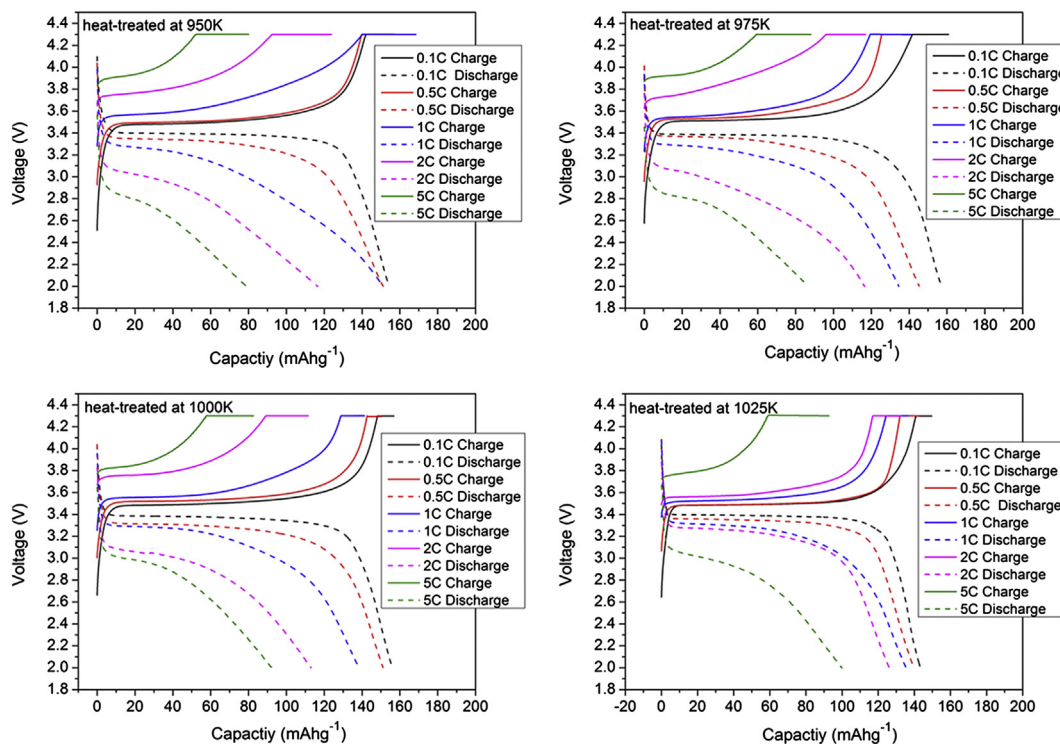 heat-treated at 950K
Voltage (V)
4.4
4.2
4.0
3.8
3.6
3.4
3.2
3.0
2.8
2.6
2.4
2.2
2.0
1.8
0 20 40 60 80 100 120 140 160 180 200
Capactiy (mAhg⁻¹)
0.1C Charge
0.1C Discharge
0.5C Charge
0.5C Discharge
1C Charge
1C Discharge
2C Charge
2C Discharge
5C Charge
5C Discharge
heat-treated at 975K
Voltage (V)
4.4
4.2
4.0
3.8
3.6
3.4
3.2
3.0
2.8
2.6
2.4
2.2
2.0
1.8
0 20 40 60 80 100 120 140 160 180 200
Capactiy (mAhg⁻¹)
0.1C Charge
0.1C Discharge
0.5C Charge
0.5C Discharge
1C Charge
1C Discharge
2C Charge
2C Discharge
5C Charge
5C Discharge
heat-treated at 1000K
Voltage (V)
4.4
4.2
4.0
3.8
3.6
3.4
3.2
3.0
2.8
2.6
2.4
2.2
2.0
1.8
0 20 40 60 80 100 120 140 160 180 200
Capactiy (mAhg⁻¹)
0.1C Charge
0.1C Discharge
0.5C Charge
0.5C Discharge
1C Charge
1C Discharge
2C Charge
2C Discharge
5C Charge
5C Discharge
heat-treated at 1025K
Voltage (V)
4.4
4.2
4.0
3.8
3.6
3.4
3.2
3.0
2.8
2.6
2.4
2.2
2.0
1.8
-20 0 20 40 60 80 100 120 140 160 180 200
Capactiy (mAhg⁻¹)
0.1C Charge
0.1C Discharge
0.5C Charge
0.5C Discharge
1C Charge
1C Discharge
2C Charge
2C Discharge
5C Charge
5C Discharge